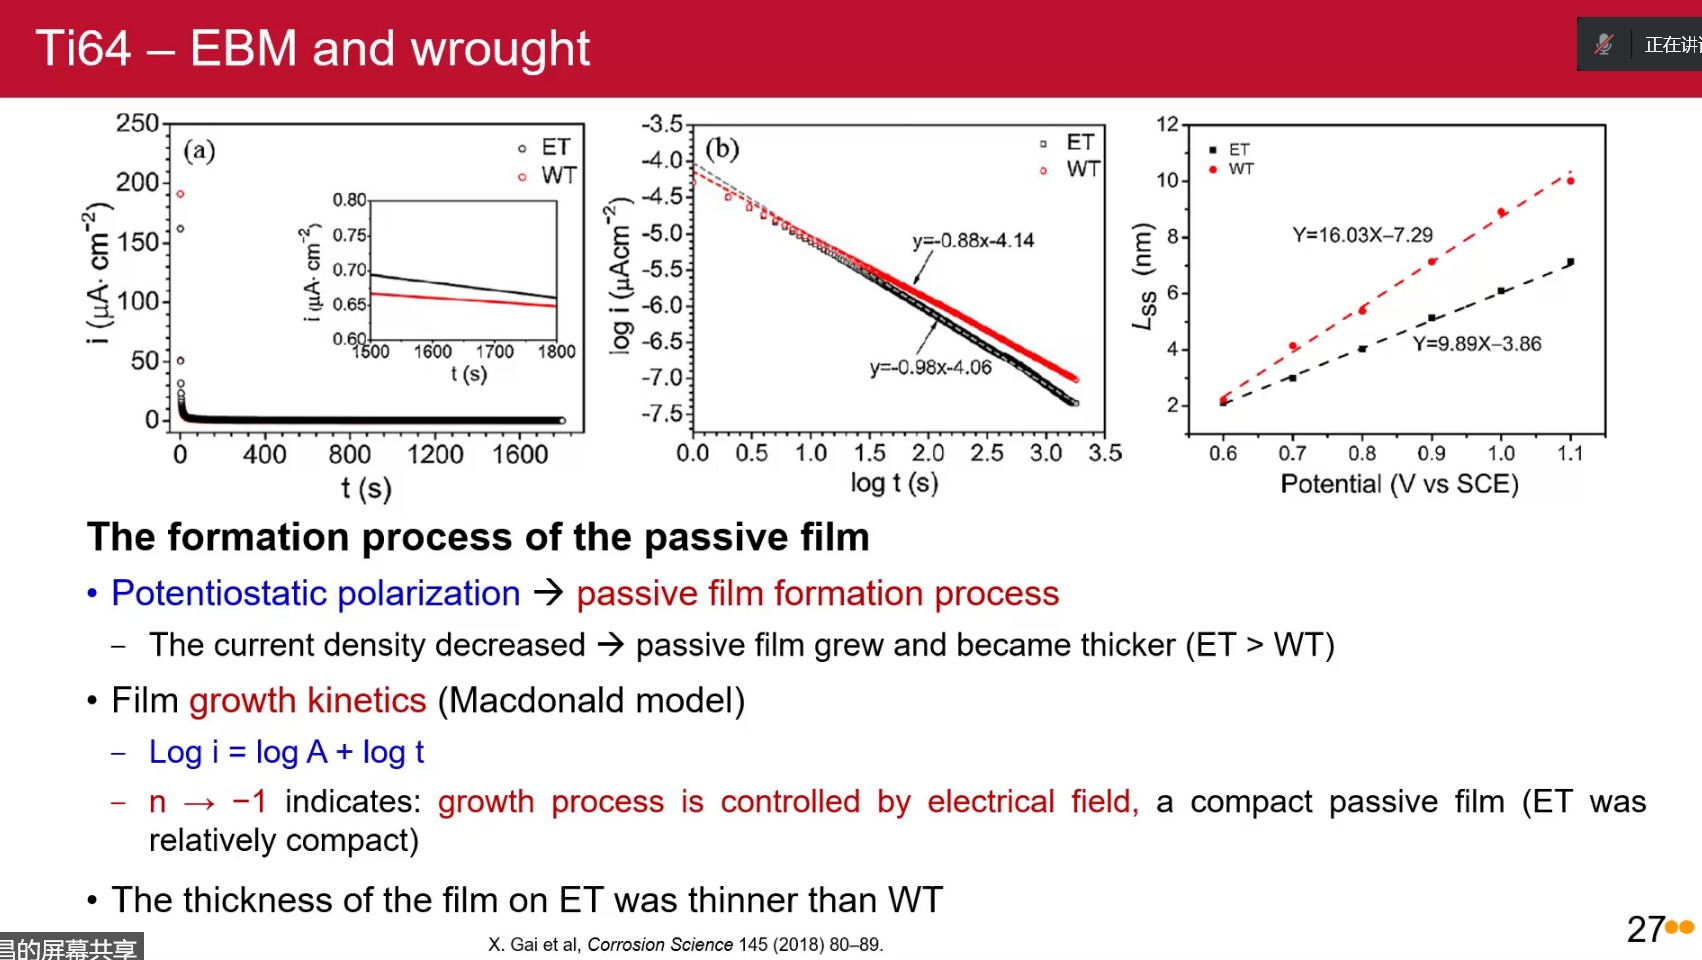 Ti64 – EBM and wrought
正在讲
(a)
ET
WT
250
200
150
100
50
0
i (μA· cm⁻²)
0 400 800 1200 1600
t (s)
0.80
0.75
0.70
0.65
0.60
i (μA· cm⁻²)
1500 1600 1700 1800
t (s)
(b)
ET
WT
-3.5
-4.0
-4.5
-5.0
-5.5
-6.0
-6.5
-7.0
-7.5
log i (μAcm⁻²)
y=-0.88x-4.14
y=-0.98x-4.06
0.0 0.5 1.0 1.5 2.0 2.5 3.0 3.5
log t (s)
ET
WT
12
10
8
6
4
2
Lss (nm)
Y=16.03X–7.29
Y=9.89X–3.86
0.6 0.7 0.8 0.9 1.0 1.1
Potential (V vs SCE)
The formation process of the passive film
• Potentiostatic polarization → passive film formation process
– The current density decreased → passive film grew and became thicker (ET > WT)
• Film growth kinetics (Macdonald model)
– Log i = log A + log t
– n → −1 indicates: growth process is controlled by electrical field, a compact passive film (ET was
relatively compact)
• The thickness of the film on ET was thinner than WT
X. Gai et al, Corrosion Science 145 (2018) 80–89.
27
的屏幕共享